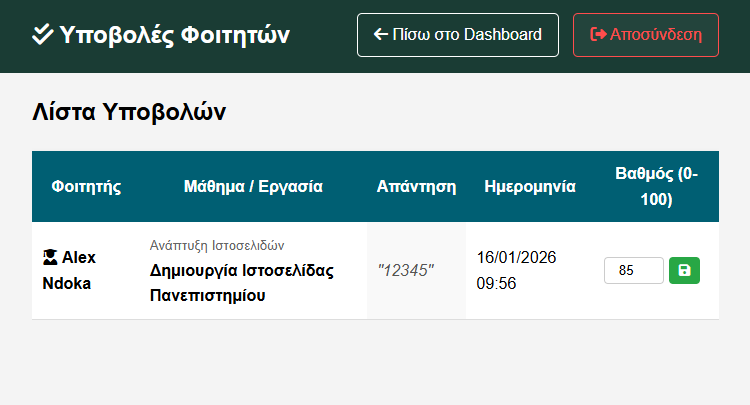 Υποβολές Φοιτητών
Πίσω στο Dashboard
Αποσύνδεση
Λίστα Υποβολών
Φοιτητής
Μάθημα / Εργασία
Απάντηση
Ημερομηνία
Βαθμός (0-
100)
Alex
Ndoka
Ανάπτυξη Ιστοσελιδών
Δημιουργία Ιστοσελίδας
Πανεπιστημίου
"12345"
16/01/2026
09:56
85